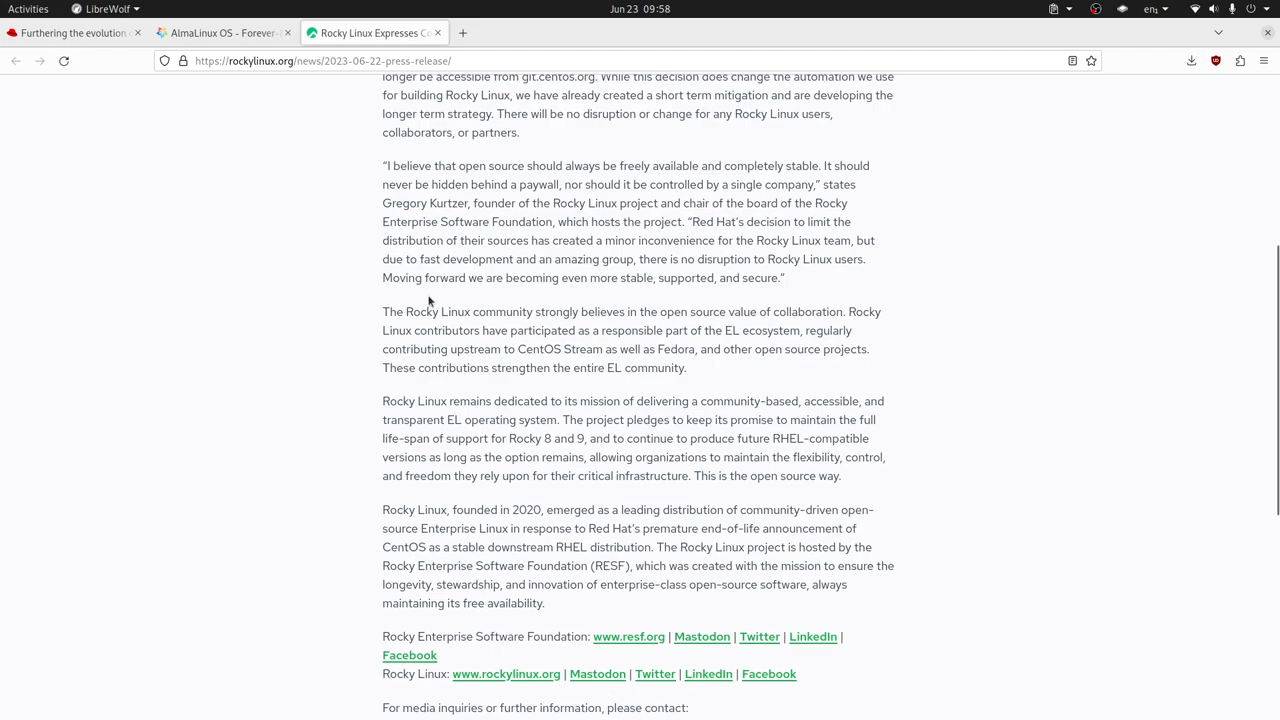 Activities
LibreWolf
Jun 23 09:58
en₁
Furthering the evolution
AlmaLinux OS - Forever-
Rocky Linux Expresses Co
https://rockylinux.org/news/2023-06-22-press-release/
longer be accessible from git.centos.org. While this decision does change the automation we use
for building Rocky Linux, we have already created a short term mitigation and are developing the
longer term strategy. There will be no disruption or change for any Rocky Linux users,
collaborators, or partners.
“I believe that open source should always be freely available and completely stable. It should
never be hidden behind a paywall, nor should it be controlled by a single company,” states
Gregory Kurtzer, founder of the Rocky Linux project and chair of the board of the Rocky
Enterprise Software Foundation, which hosts the project. “Red Hat’s decision to limit the
distribution of their sources has created a minor inconvenience for the Rocky Linux team, but
due to fast development and an amazing group, there is no disruption to Rocky Linux users.
Moving forward we are becoming even more stable, supported, and secure.”
The Rocky Linux community strongly believes in the open source value of collaboration. Rocky
Linux contributors have participated as a responsible part of the EL ecosystem, regularly
contributing upstream to CentOS Stream as well as Fedora, and other open source projects.
These contributions strengthen the entire EL community.
Rocky Linux remains dedicated to its mission of delivering a community-based, accessible, and
transparent EL operating system. The project pledges to keep its promise to maintain the full
life-span of support for Rocky 8 and 9, and to continue to produce future RHEL-compatible
versions as long as the option remains, allowing organizations to maintain the flexibility, control,
and freedom they rely upon for their critical infrastructure. This is the open source way.
Rocky Linux, founded in 2020, emerged as a leading distribution of community-driven open-
source Enterprise Linux in response to Red Hat’s premature end-of-life announcement of
CentOS as a stable downstream RHEL distribution. The Rocky Linux project is hosted by the
Rocky Enterprise Software Foundation (RESF), which was created with the mission to ensure the
longevity, stewardship, and innovation of enterprise-class open-source software, always
maintaining its free availability.
Rocky Enterprise Software Foundation: www.resf.org | Mastodon | Twitter | LinkedIn |
Facebook
Rocky Linux: www.rockylinux.org | Mastodon | Twitter | LinkedIn | Facebook
For media inquiries or further information, please contact: